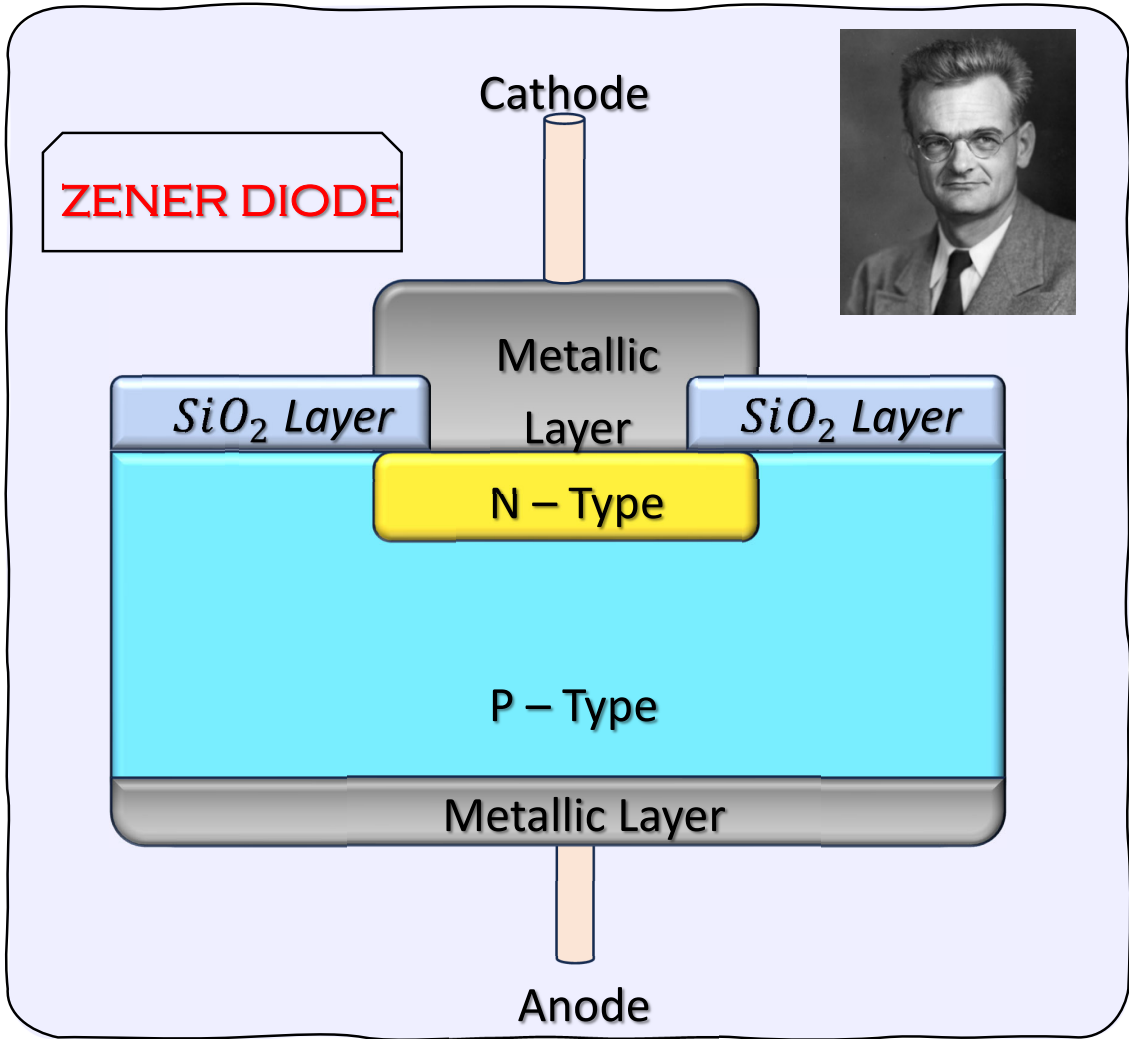 Cathode
ZENER DIODE
Metallic
Layer
SiO₂ Layer
SiO₂ Layer
N – Type
P – Type
Metallic Layer
Anode